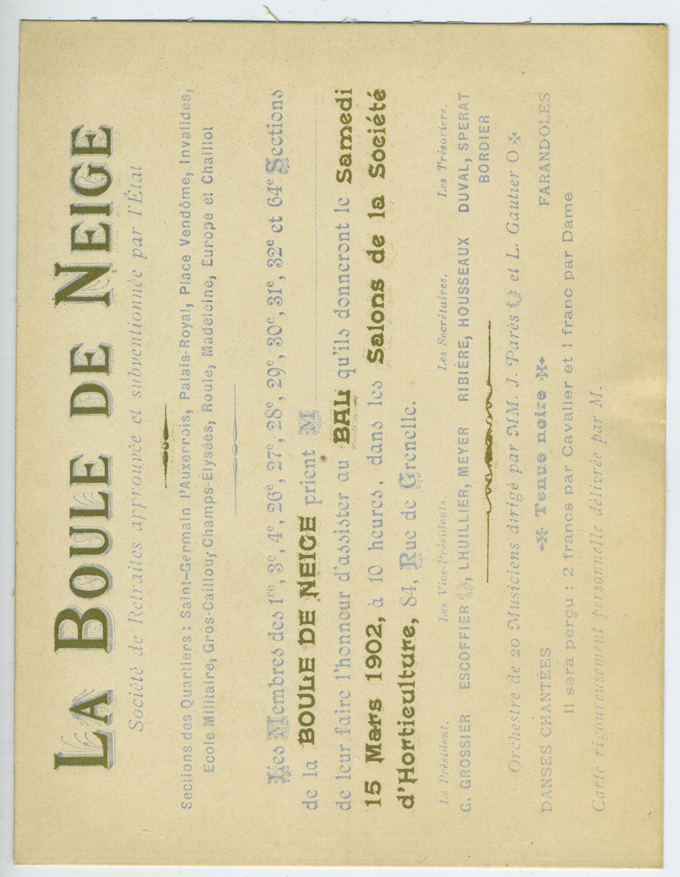 LA BOULE DE NEIGE
Société de Retraites approuvée et subventionnée par l'État
Sections des Quartiers : Saint-Germain l'Auxerrois, Palais-Royal, Place Vendôme, Invalides,
Ecole Militaire, Gros-Caillou, Champs-Élysées, Roule, Madeleine, Europe et Chaillot
Les Membres des 1re, 3e, 4e, 26e, 27e, 28e, 29e, 30e, 31e, 32e et 64e Sections
de la BOULE DE NEIGE prient M
de leur faire l'honneur d'assister au BAL qu'ils donneront le Samedi
15 Mars 1902, à 10 heures, dans les Salons de la Société
d'Horticulture, 84, Rue de Grenelle.
Le Président, Les Vice-Présidents, Les Secrétaires, Les Trésoriers,
G. GROSSIER ESCOFFIER, LHUILLIER, MEYER RIBIÈRE, HOUSSEAUX DUVAL, SPERAT
BORDIER
Orchestre de 20 Musiciens dirigé par MM. J. Parès et L. Gautier O
DANSES CHANTÉES Tenue noire FARANDOLES
Il sera perçu : 2 francs par Cavalier et 1 franc par Dame
Carte rigoureusement personnelle délivrée par M.